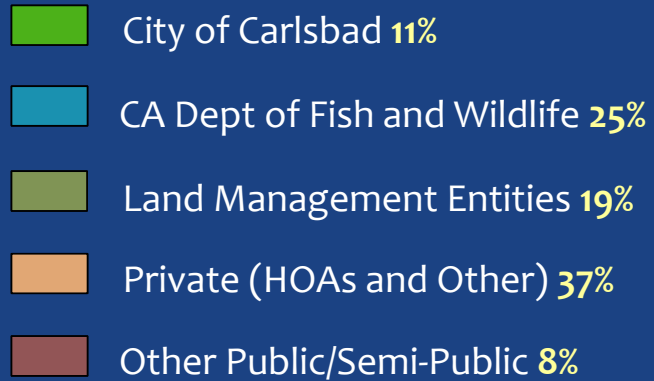 City of Carlsbad 11%
CA Dept of Fish and Wildlife 25%
Land Management Entities 19%
Private (HOAs and Other) 37%
Other Public/Semi-Public 8%